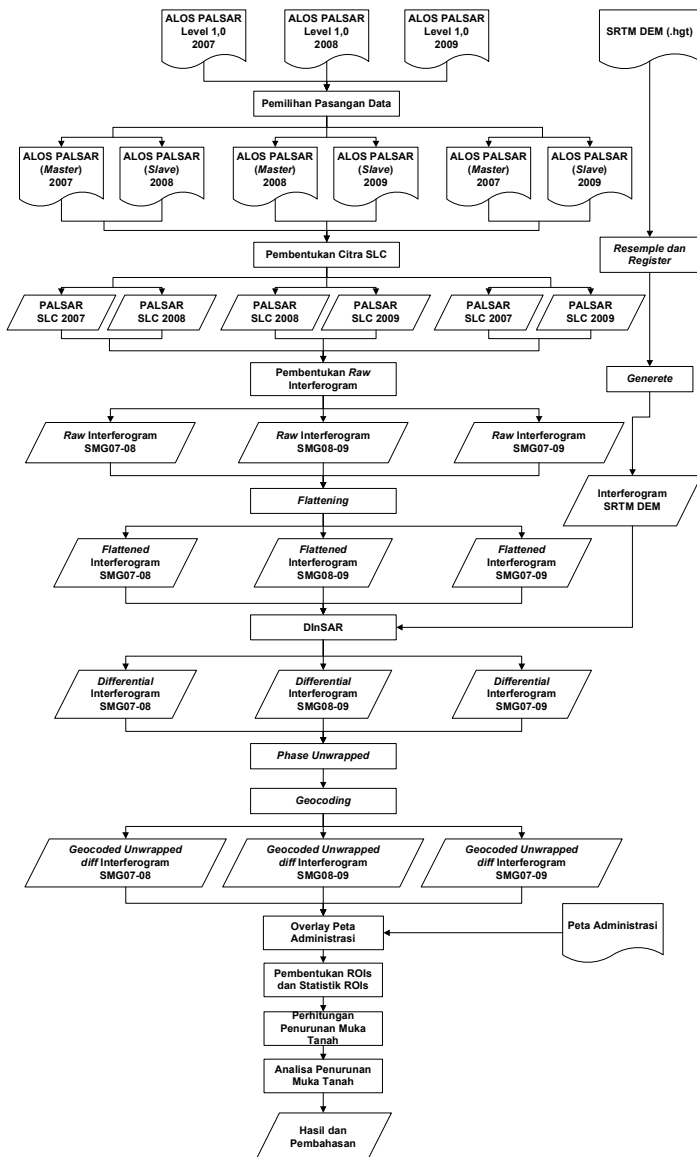 ALOS PALSAR
Level 1,0
2007
ALOS PALSAR
Level 1,0
2008
ALOS PALSAR
Level 1,0
2009
SRTM DEM (.hgt)
Pemilihan Pasangan Data
ALOS PALSAR
(Master)
2007
ALOS PALSAR
(Slave)
2008
ALOS PALSAR
(Master)
2008
ALOS PALSAR
(Slave)
2009
ALOS PALSAR
(Master)
2007
ALOS PALSAR
(Slave)
2009
Pembentukan Citra SLC
Resemple dan
Register
PALSAR
SLC 2007
PALSAR
SLC 2008
PALSAR
SLC 2008
PALSAR
SLC 2009
PALSAR
SLC 2007
PALSAR
SLC 2009
Pembentukan Raw
Interferogram
Generete
Raw Interferogram
SMG07-08
Raw Interferogram
SMG08-09
Raw Interferogram
SMG07-09
Flattening
Interferogram
SRTM DEM
Flattened
Interferogram
SMG07-08
Flattened
Interferogram
SMG08-09
Flattened
Interferogram
SMG07-09
DInSAR
Differential
Interferogram
SMG07-08
Differential
Interferogram
SMG08-09
Differential
Interferogram
SMG07-09
Phase Unwrapped
Geocoding
Geocoded Unwrapped
diff Interferogram
SMG07-08
Geocoded Unwrapped
diff Interferogram
SMG08-09
Geocoded Unwrapped
diff Interferogram
SMG07-09
Overlay Peta
Administrasi
Peta Administrasi
Pembentukan ROIs
dan Statistik ROIs
Perhitungan
Penurunan Muka
Tanah
Analisa Penurunan
Muka Tanah
Hasil dan
Pembahasan